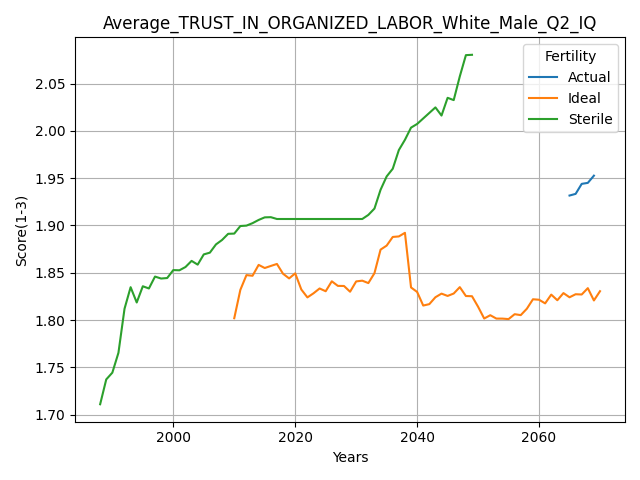 Average_TRUST_IN_ORGANIZED_LABOR_White_Male_Q2_IQ
Fertility
Actual
Ideal
Sterile
Score(1-3)
2.05
2.00
1.95
1.90
1.85
1.80
1.75
1.70
2000 2020 2040 2060
Years